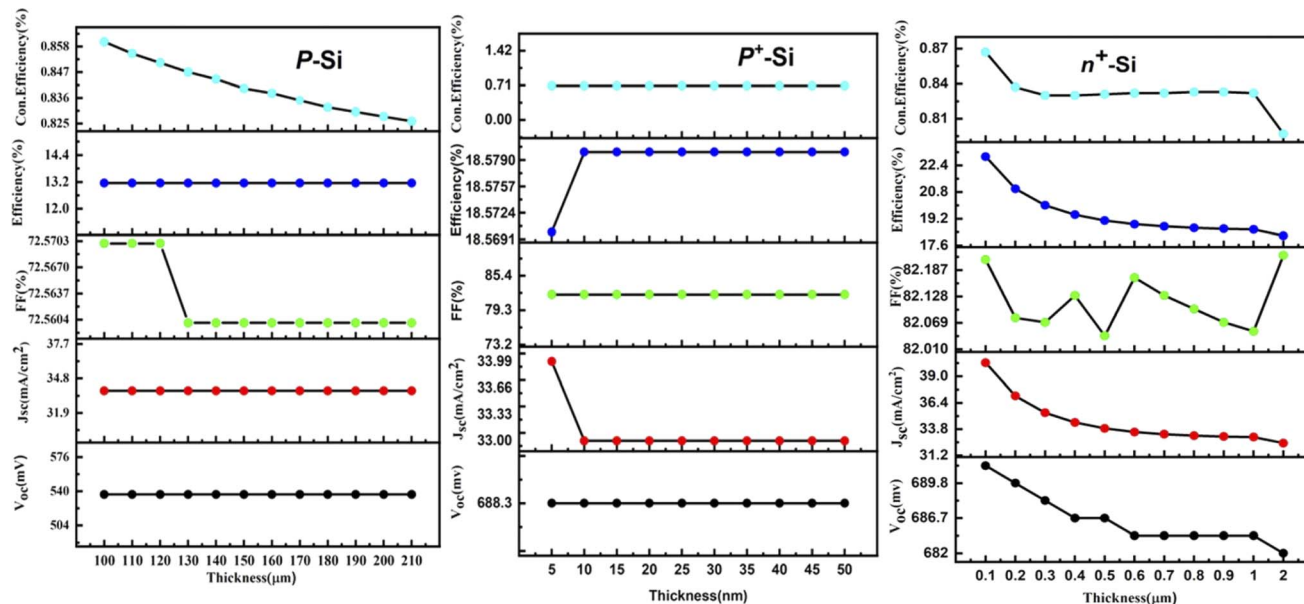 P-Si
Con.Efficiency(%)
0.858
0.847
0.836
0.825
Efficiency(%)
14.4
13.2
12.0
FF(%)
72.5703
72.5670
72.5637
72.5604
Jsc(mA/cm²)
37.7
34.8
31.9
Voc(mV)
576
540
504
100 110 120 130 140 150 160 170 180 190 200 210
Thickness(μm)
P⁺-Si
Con.Efficiency(%)
1.42
0.71
0.00
Efficiency(%)
18.5790
18.5757
18.5724
18.5691
FF(%)
85.4
79.3
73.2
Jsc(mA/cm²)
33.99
33.66
33.33
33.00
Voc(mv)
688.3
5 10 15 20 25 30 35 40 45 50
Thickness(nm)
n⁺-Si
Con.Efficiency(%)
0.87
0.84
0.81
Efficiency(%)
22.4
20.8
19.2
17.6
FF(%)
82.187
82.128
82.069
82.010
Jsc(mA/cm²)
39.0
36.4
33.8
31.2
Voc(mv)
689.8
686.7
682
0.1 0.2 0.3 0.4 0.5 0.6 0.7 0.8 0.9 1 2
Thickness(μm)